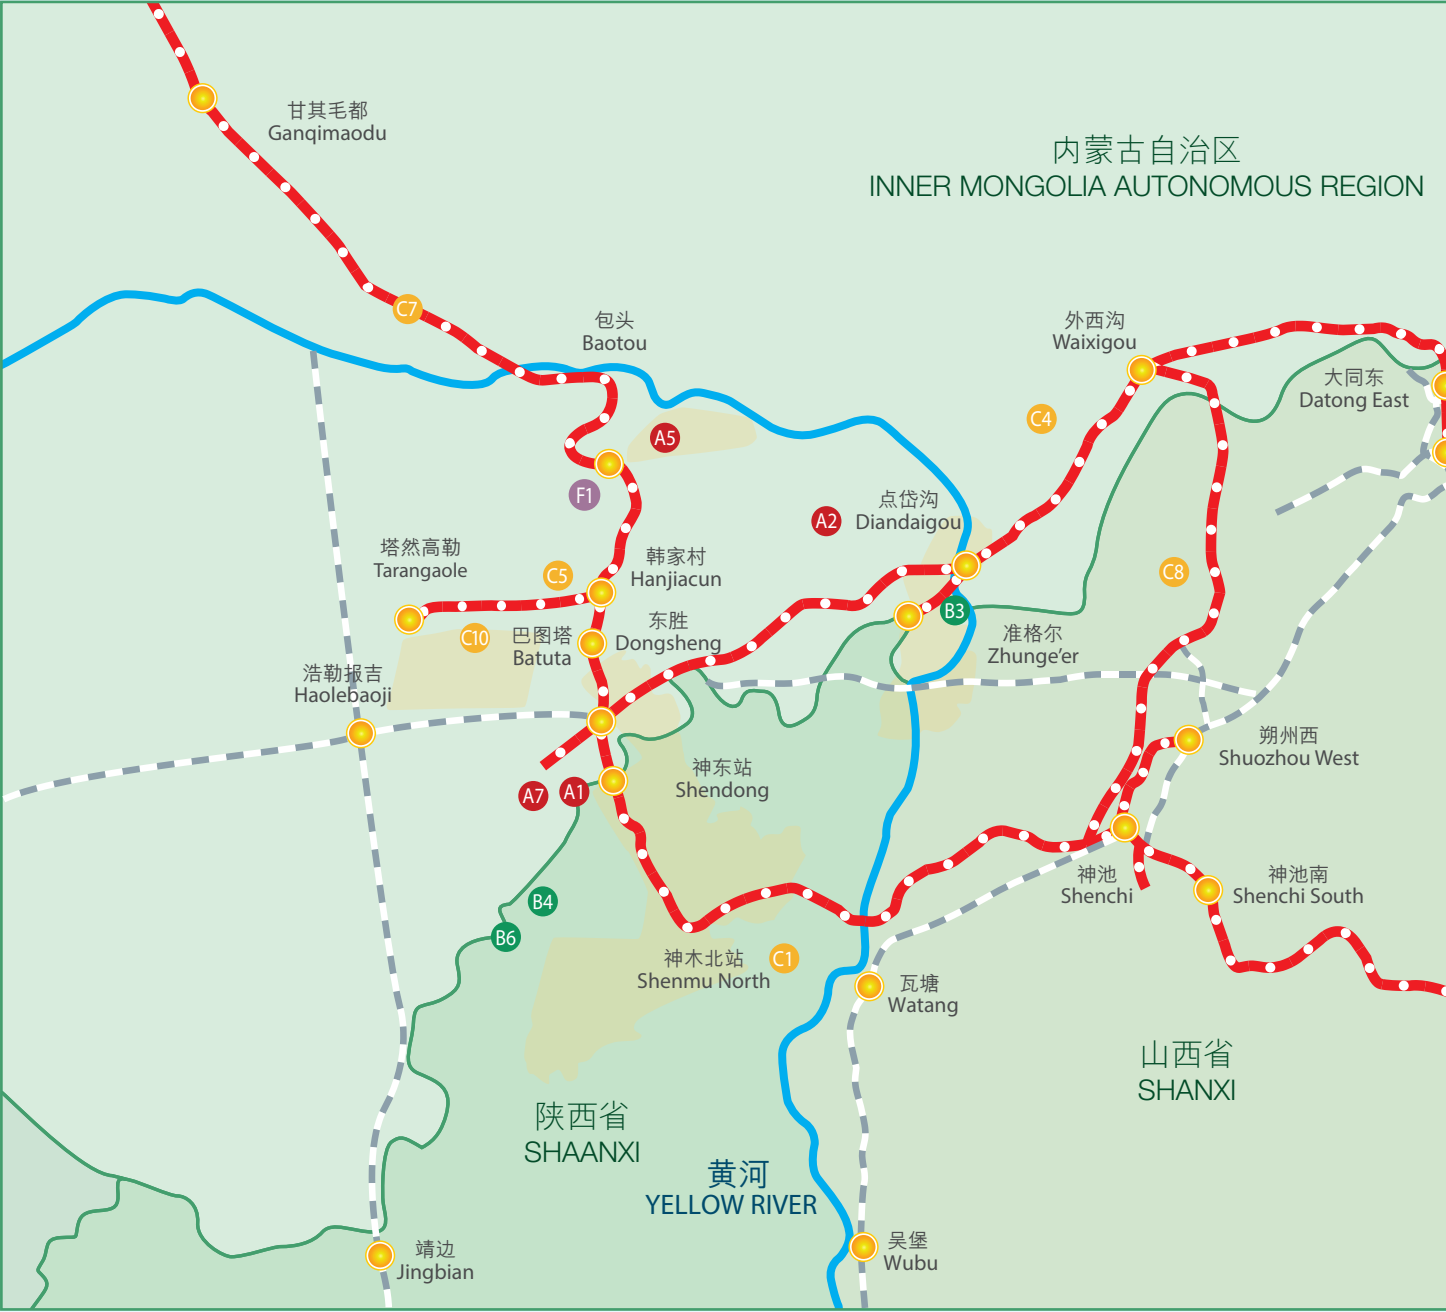 甘其毛都
Ganqimaodu
内蒙古自治区
INNER MONGOLIA AUTONOMOUS REGION
C7
包头
Baotou
外西沟
Waixigou
大同东
Datong East
C4
A5
F1
点岱沟
Diandaigou
A2
塔然高勒
Tarangaole
C5
韩家村
Hanjiacun
C8
C10
巴图塔
Batuta
东胜
Dongsheng
B3
准格尔
Zhunge'er
浩勒报吉
Haolebaoji
朔州西
Shuozhou West
神东站
Shendong
A7
A1
神池
Shenchi
神池南
Shenchi South
B4
B6
神木北站
Shenmu North
C1
瓦塘
Watang
山西省
SHANXI
陕西省
SHAANXI
黄河
YELLOW RIVER
靖边
Jingbian
吴堡
Wubu